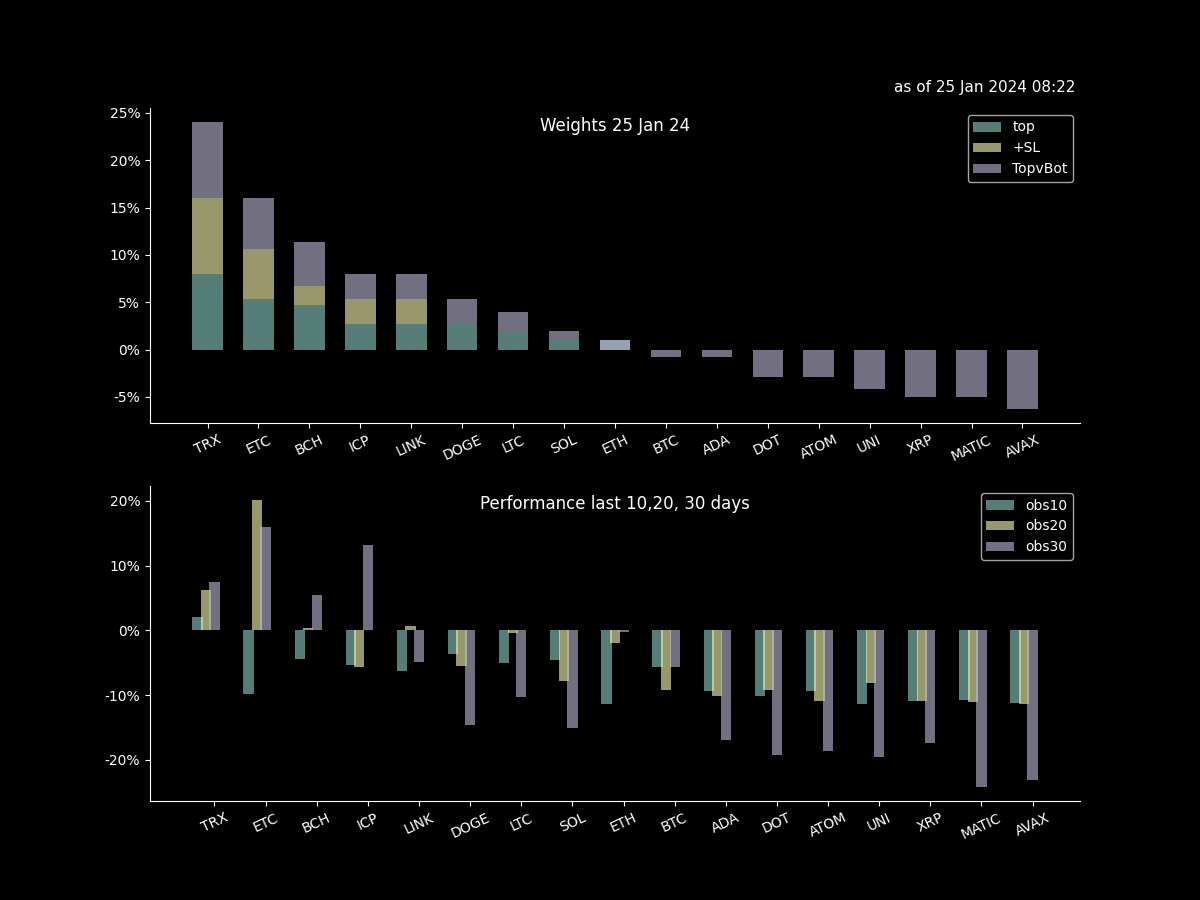 as of 25 Jan 2024 08:22
Weights 25 Jan 24
top
+SL
TopvBot
25%
20%
15%
10%
5%
0%
-5%
TRX ETC BCH ICP LINK DOGE LTC SOL ETH BTC ADA DOT ATOM UNI XRP MATIC AVAX
Performance last 10,20, 30 days
obs10
obs20
obs30
20%
10%
0%
-10%
-20%
TRX ETC BCH ICP LINK DOGE LTC SOL ETH BTC ADA DOT ATOM UNI XRP MATIC AVAX